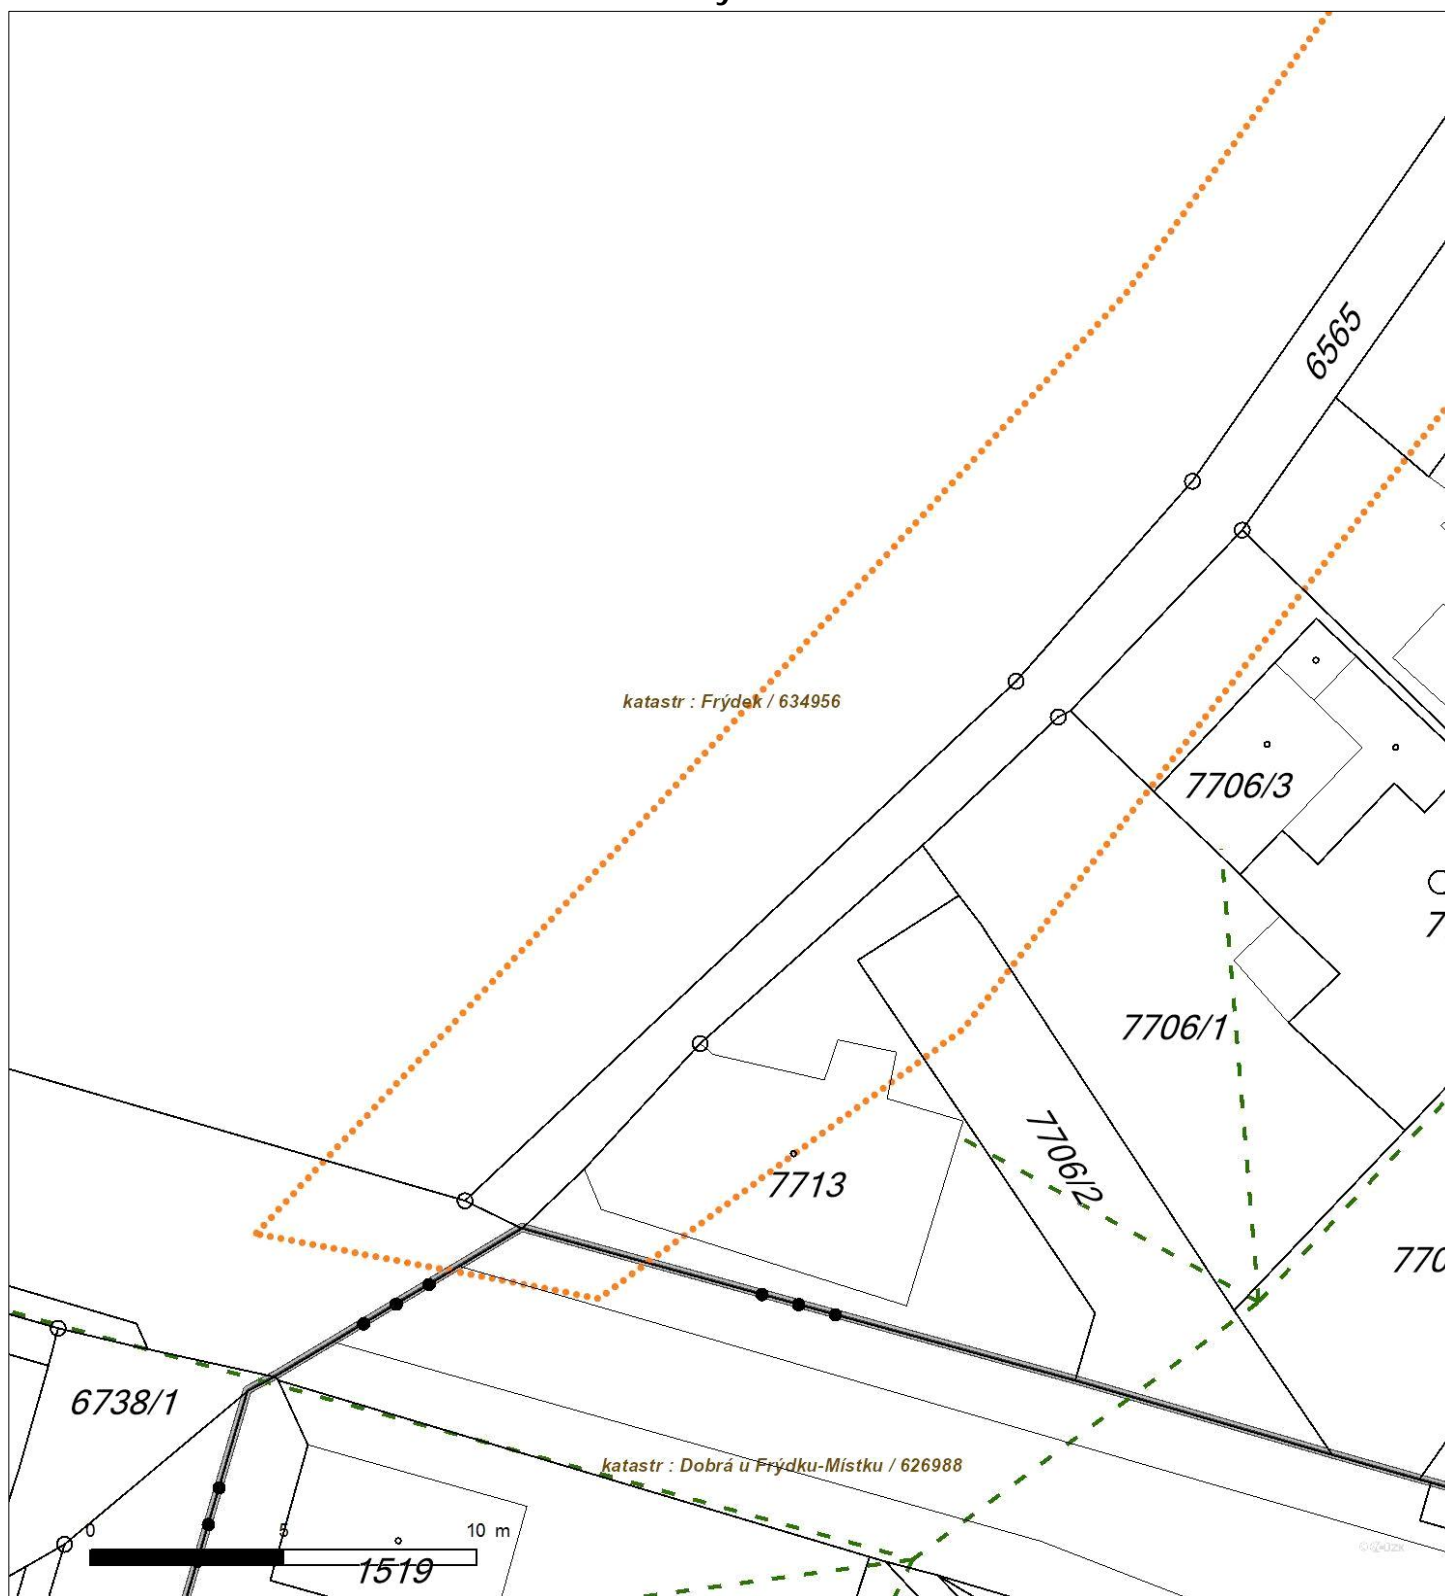 6565
katastr : Frýdek / 634956
7706/3
7706/1
7706/2
7713
6738/1
katastr : Dobrá u Frýdku-Místku / 626988
0 5 10 m
1519